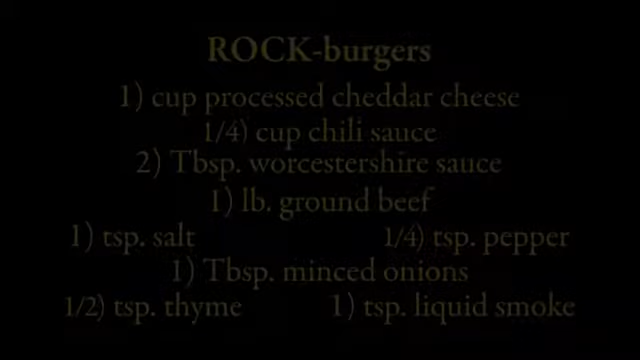 ROCK-burgers
1) cup processed cheddar cheese
1/4) cup chili sauce
2) Tbsp. worcestershire sauce
1) lb. ground beef
1) tsp. salt 1/4) tsp. pepper
1) Tbsp. minced onions
1/2) tsp. thyme 1) tsp. liquid smoke